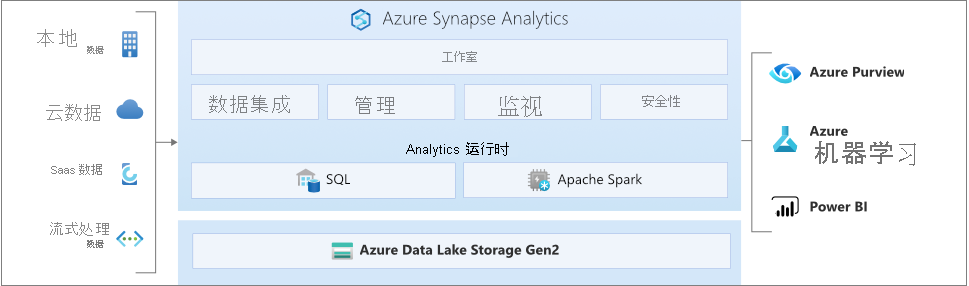 本地
数据
云数据
Saas 数据
流式处理
数据
Azure Synapse Analytics
工作室
数据集成
管理
监视
安全性
Analytics 运行时
SQL
Apache Spark
Azure Data Lake Storage Gen2
Azure Purview
Azure
机器学习
Power BI